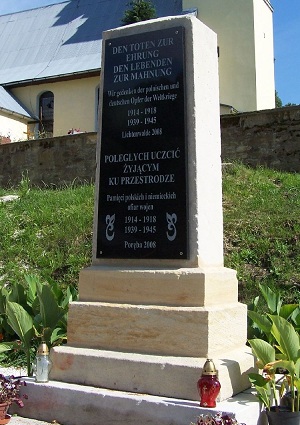 DEN TOTEN ZUR
EHRUNG
DEN LEBENDEN
ZUR MAHNUNG
Wir gedenken der polnischen und
deutschen Opfer der Weltkriege
1914 - 1918
1939 - 1945
Lichtenwalde 2008
POLEGŁYCH UCZCIĆ
ŻYJĄCYM
KU PRZESTRODZE
Pamięci polskich i niemieckich
ofiar wojen
1914 - 1918
1939 - 1945
Poręba 2008